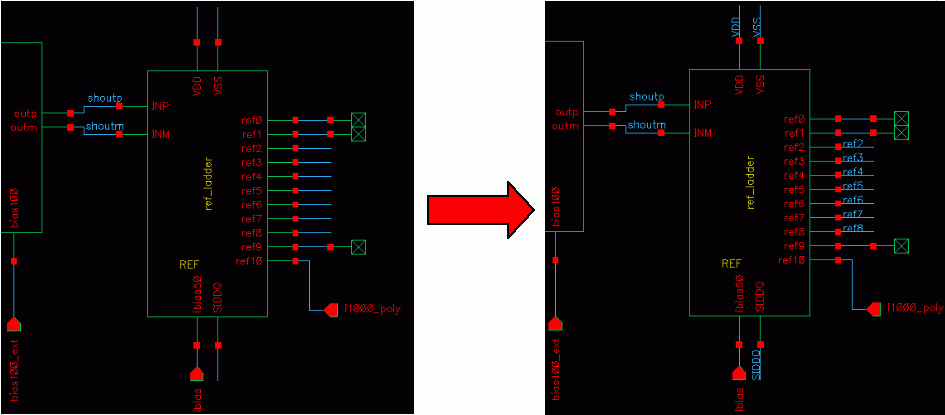 shoutp
outp
INP
shoutm
outm
INM
VDD
VSS
ref0
ref1
ref2
ref3
ref4
ref5
ref6
ref7
ref8
ref9
ref10
ref_ladder
REF
bias100
ibias50
SIDDQ
i1000_poly
bias100_ext
ibias
VDD
VSS
VDD
VSS
shoutp
outp
INP
shoutm
outm
INM
ref0
ref1
ref2 ref2
ref3 ref3
ref4 ref4
ref5 ref5
ref6 ref6
ref7 ref7
ref8 ref8
ref9
ref10
ref_ladder
REF
bias100
ibias50
SIDDQ
i1000_poly
bias100_ext
SIDDQ
ibias